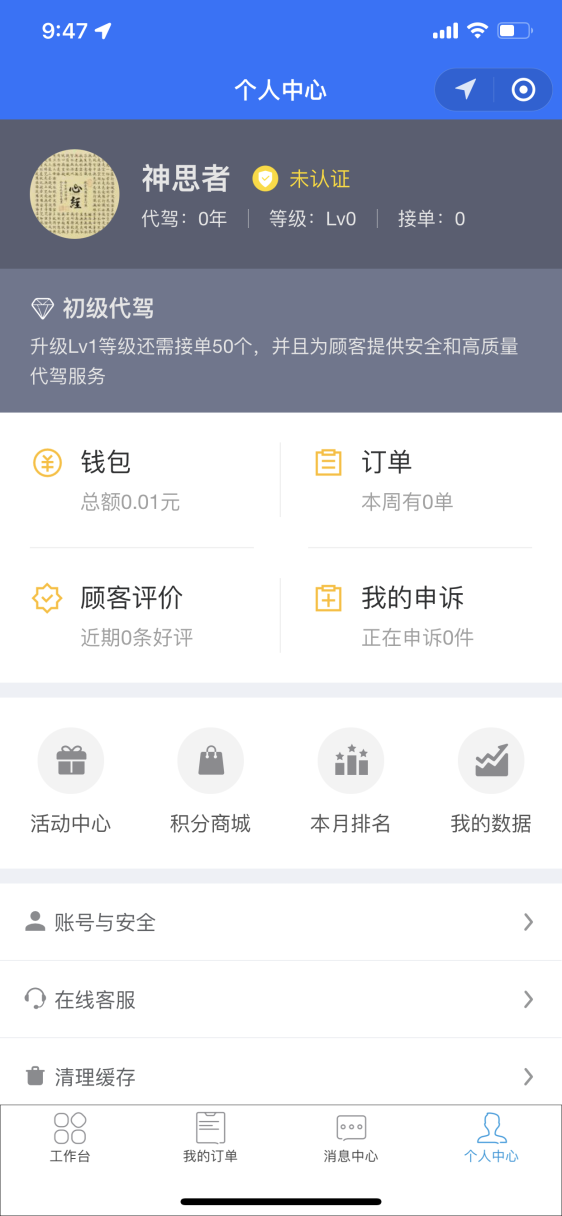 9:47
个人中心
心经
神思者 未认证
代驾：0年 等级：Lv0 接单：0
初级代驾
升级Lv1等级还需接单50个，并且为顾客提供安全和高质量
代驾服务
钱包 订单
总额0.01元 本周有0单
顾客评价 我的申诉
近期0条好评 正在申诉0件
活动中心 积分商城 本月排名 我的数据
账号与安全
在线客服
清理缓存
工作台 我的订单 消息中心 个人中心